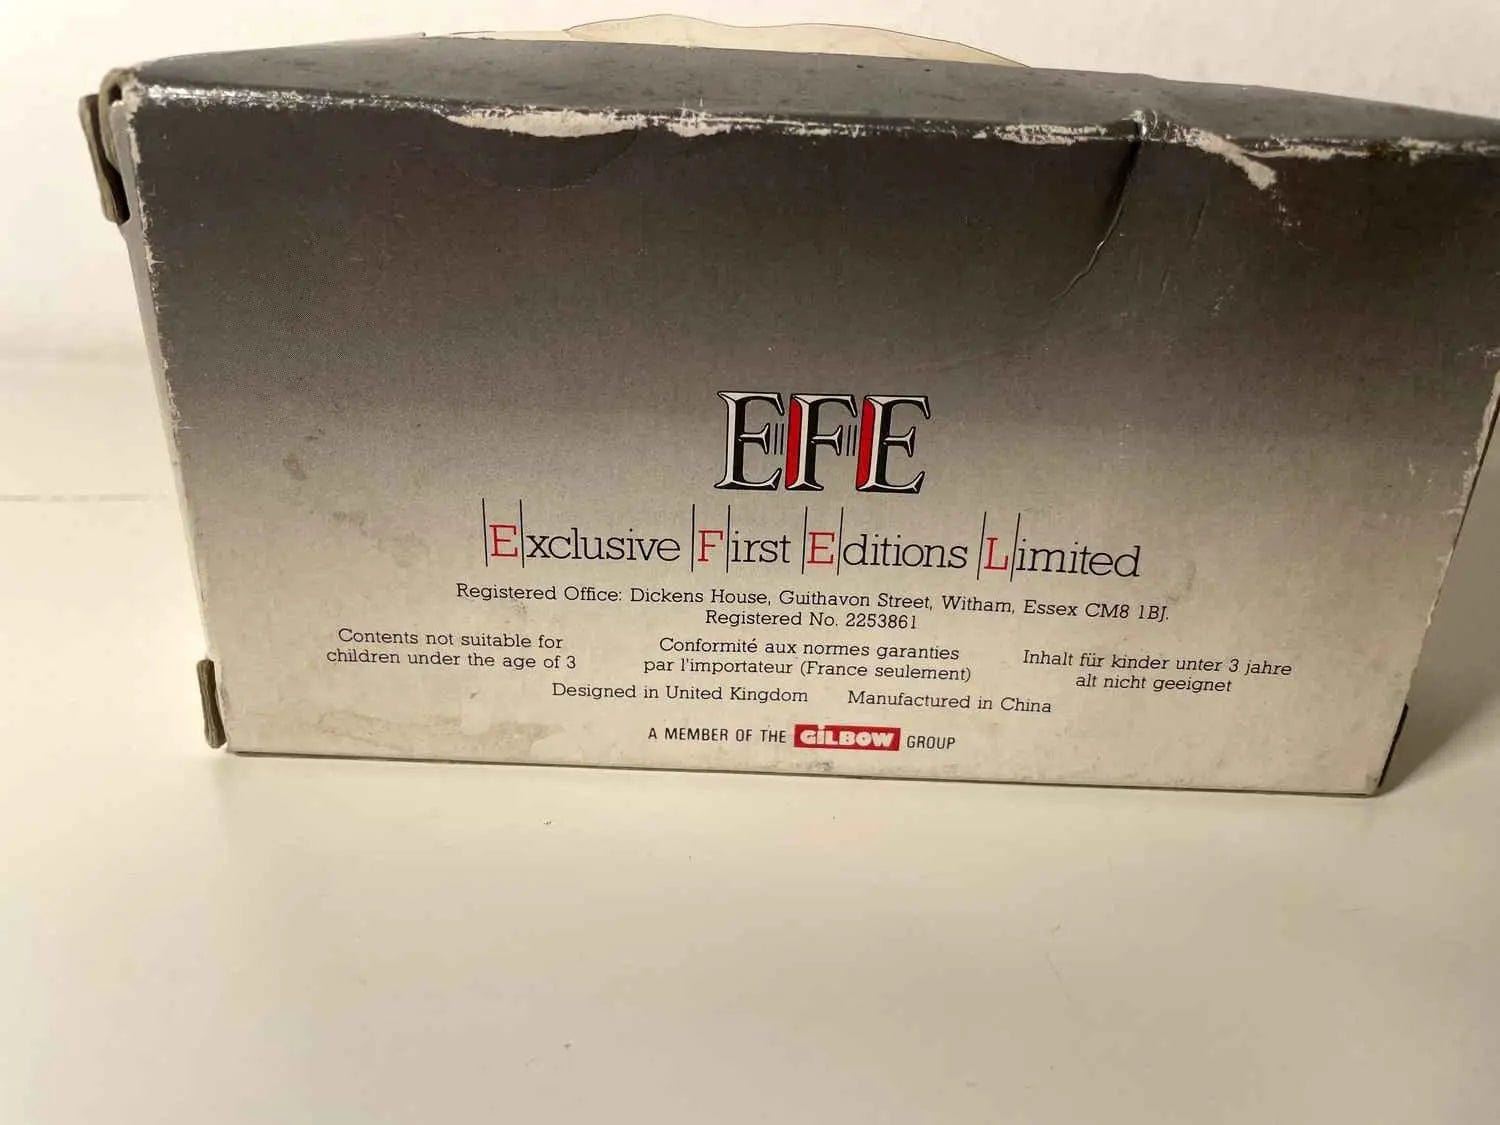 EFE
Exclusive First Editions Limited
Registered Office: Dickens House, Guithavon Street, Witham, Essex CM8 1BJ.
Registered No. 2253861
Contents not suitable for
children under the age of 3
Conformité aux normes garanties
par l'importateur (France seulement)
Inhalt für kinder unter 3 jahre
alt nicht geeignet
Designed in United Kingdom Manufactured in China
A MEMBER OF THE GILBOW GROUP